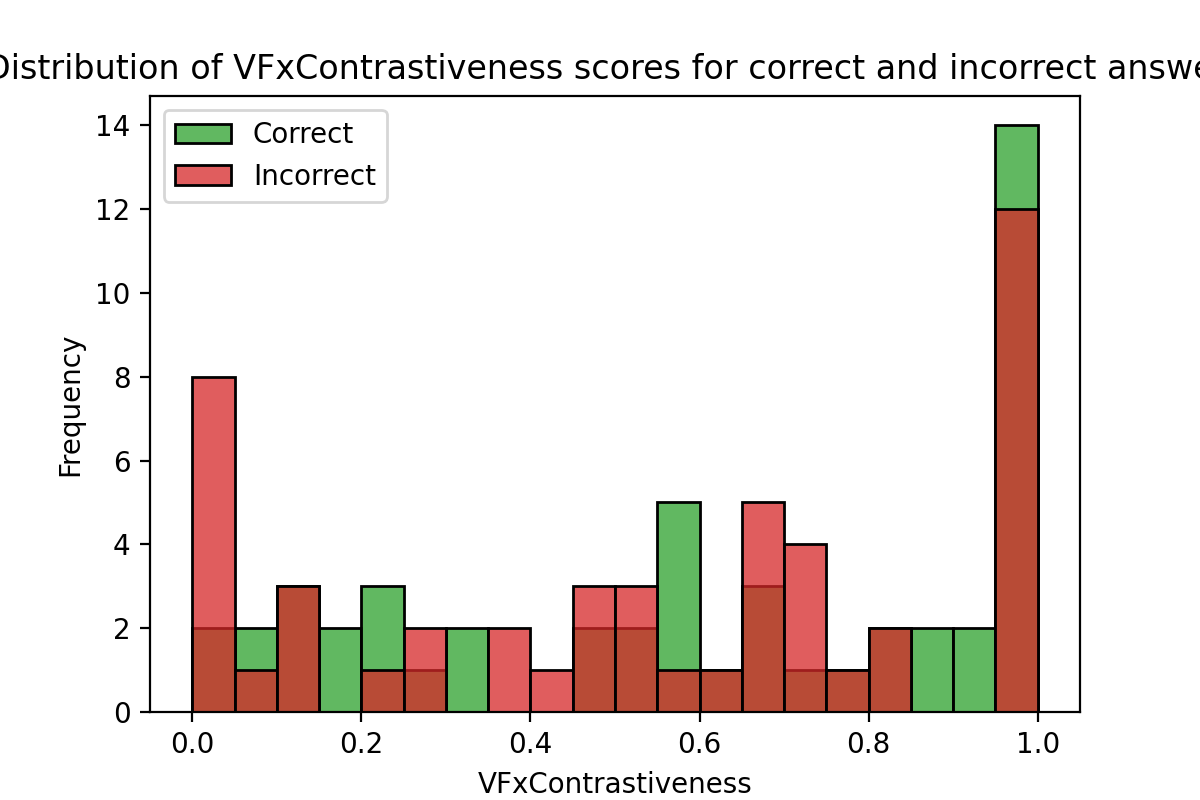 Distribution of VFxContrastiveness scores for correct and incorrect answe
Correct
Incorrect
Frequency
14
12
10
8
6
4
2
0
0.0 0.2 0.4 0.6 0.8 1.0
VFxContrastiveness